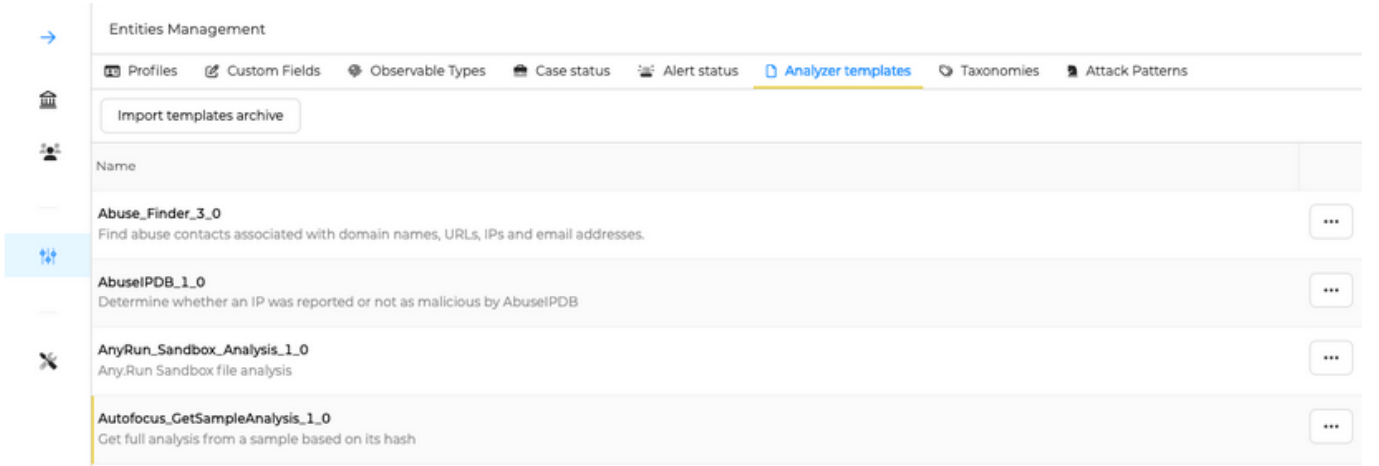 Entities Management
Profiles Custom Fields Observable Types Case status Alert status Analyzer templates Taxonomies Attack Patterns
Import templates archive
Name
Abuse_Finder_3_0
Find abuse contacts associated with domain names, URLs, IPs and email addresses.
AbuseIPDB_1_0
Determine whether an IP was reported or not as malicious by AbuseIPDB
AnyRun_Sandbox_Analysis_1_0
Any.Run Sandbox file analysis
Autofocus_GetSampleAnalysis_1_0
Get full analysis from a sample based on its hash